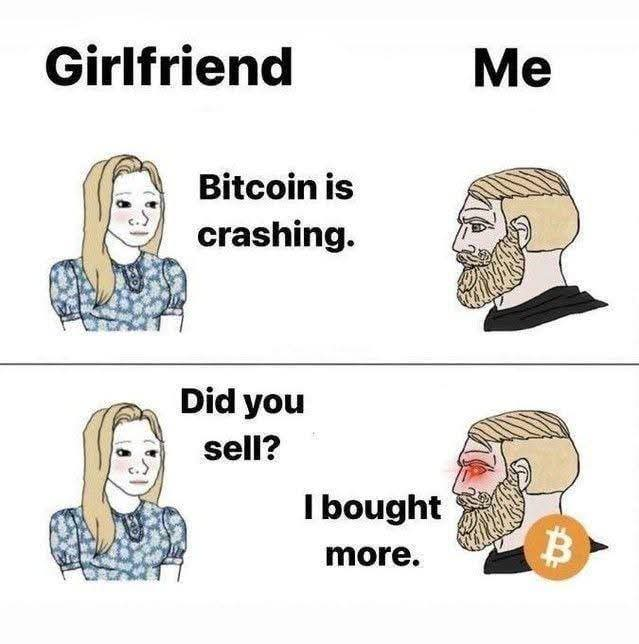 Girlfriend
Me
Bitcoin is
crashing.
Did you
sell?
I bought
more.
₿